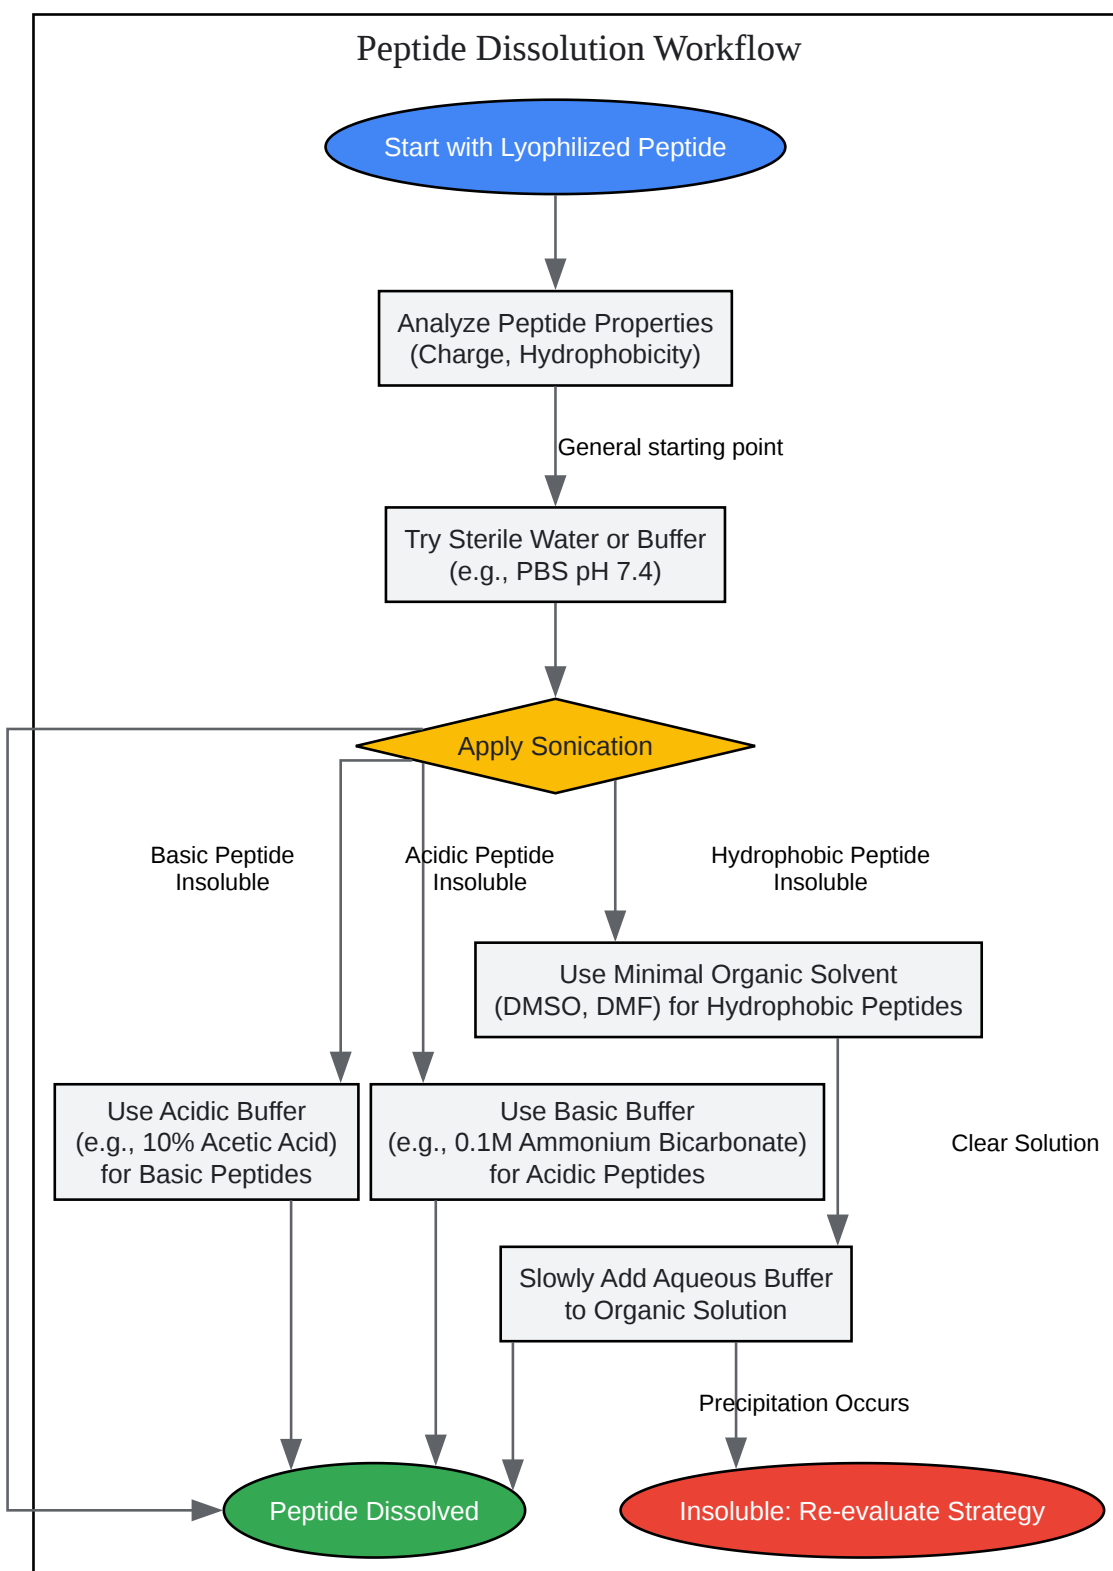 Peptide Dissolution Workflow
Start with Lyophilized Peptide
Analyze Peptide Properties
(Charge, Hydrophobicity)
General starting point
Try Sterile Water or Buffer
(e.g., PBS pH 7.4)
Apply Sonication
Basic Peptide
Insoluble
Acidic Peptide
Insoluble
Hydrophobic Peptide
Insoluble
Use Minimal Organic Solvent
(DMSO, DMF) for Hydrophobic Peptides
Use Acidic Buffer
(e.g., 10% Acetic Acid)
for Basic Peptides
Use Basic Buffer
(e.g., 0.1M Ammonium Bicarbonate)
for Acidic Peptides
Clear Solution
Slowly Add Aqueous Buffer
to Organic Solution
Precipitation Occurs
Peptide Dissolved
Insoluble: Re-evaluate Strategy